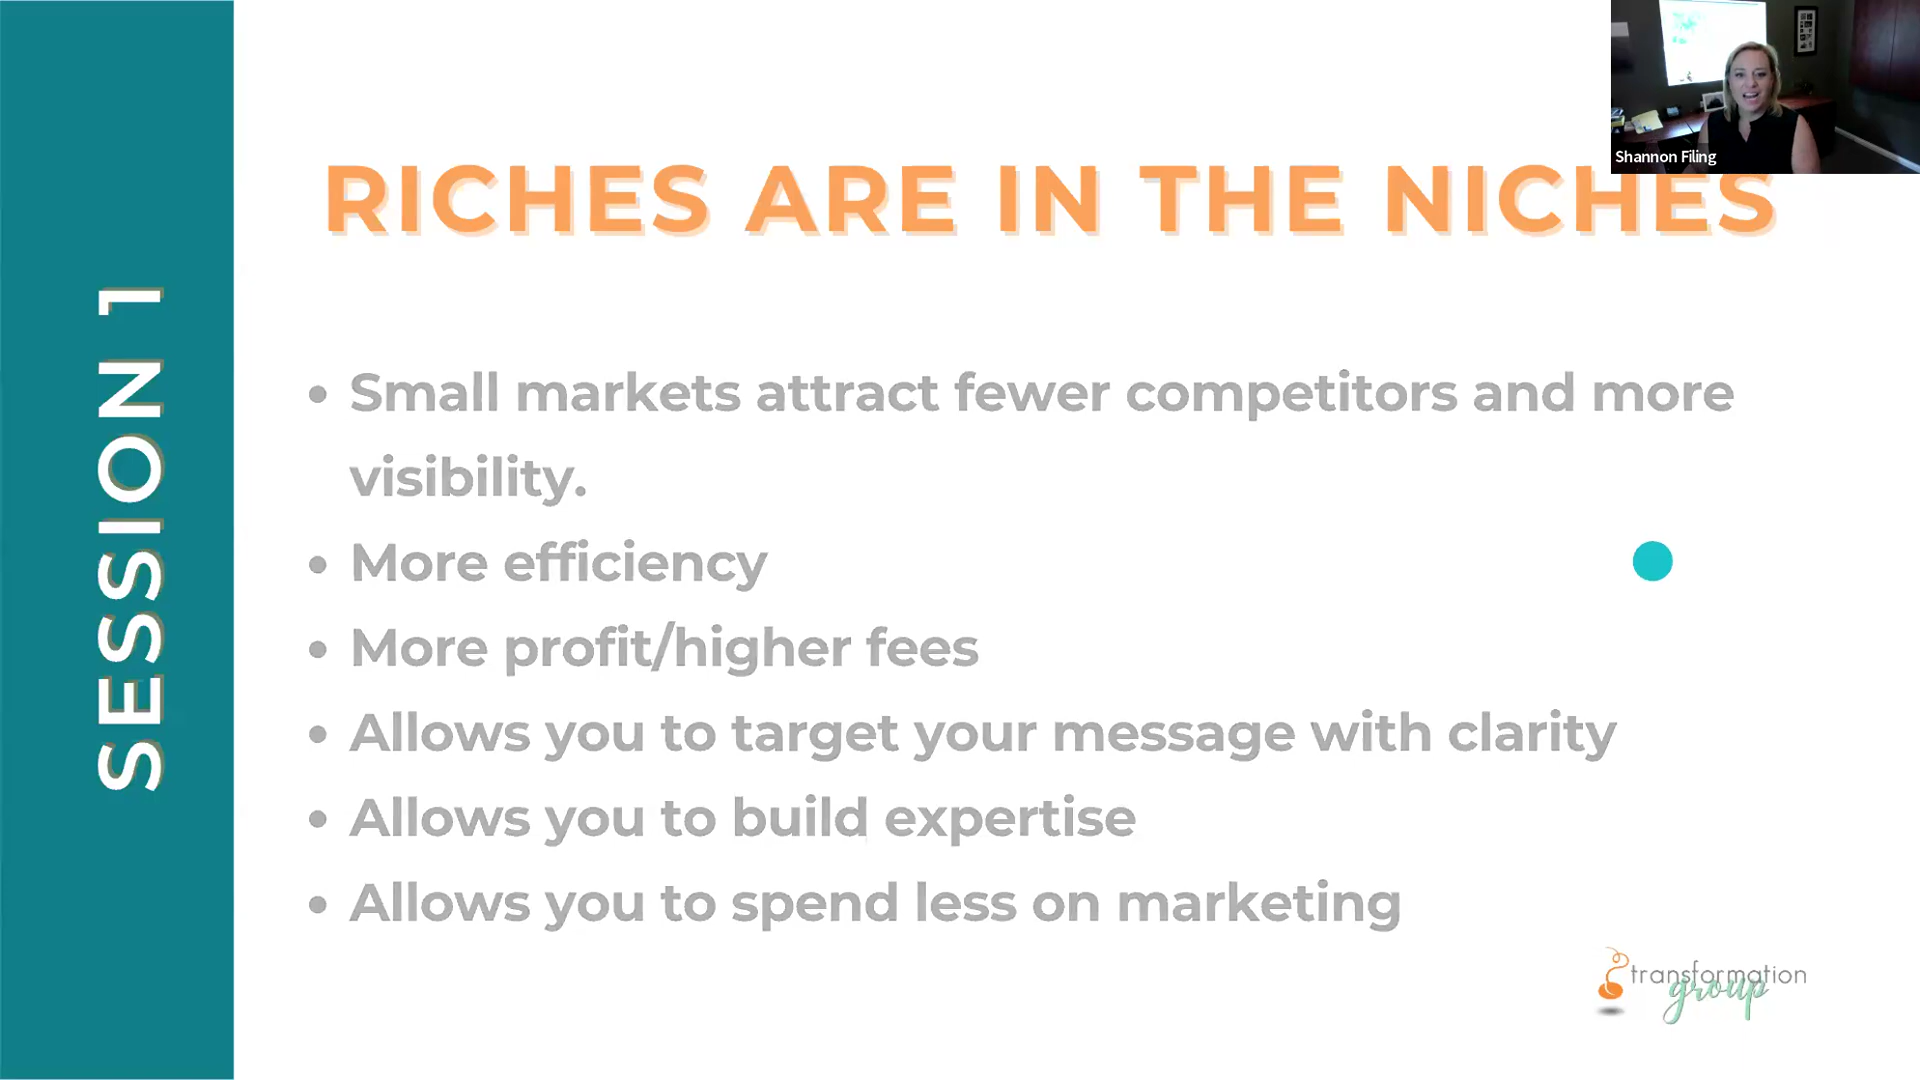 Shannon Filing
RICHES ARE IN THE NICHES
SESSION 1
• Small markets attract fewer competitors and more
visibility.
• More efficiency
• More profit/higher fees
• Allows you to target your message with clarity
• Allows you to build expertise
• Allows you to spend less on marketing
transformation
group